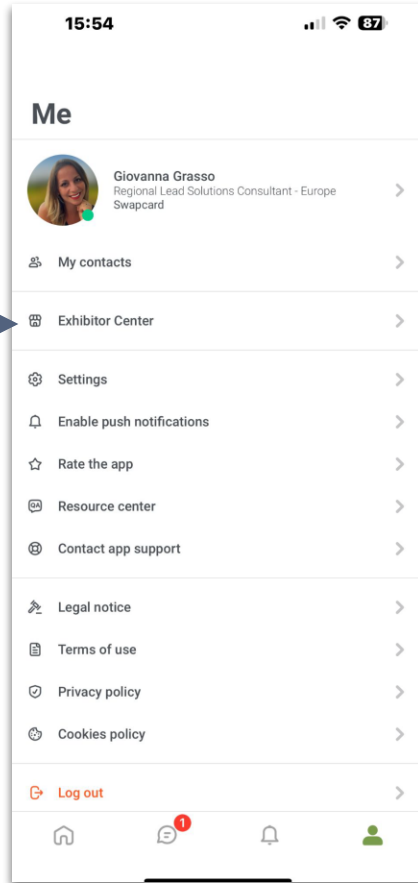 15:54
87
Me
Giovanna Grasso
Regional Lead Solutions Consultant - Europe
Swapcard
My contacts
Exhibitor Center
Settings
Enable push notifications
Rate the app
QA
Resource center
Contact app support
Legal notice
Terms of use
Privacy policy
Cookies policy
Log out
1